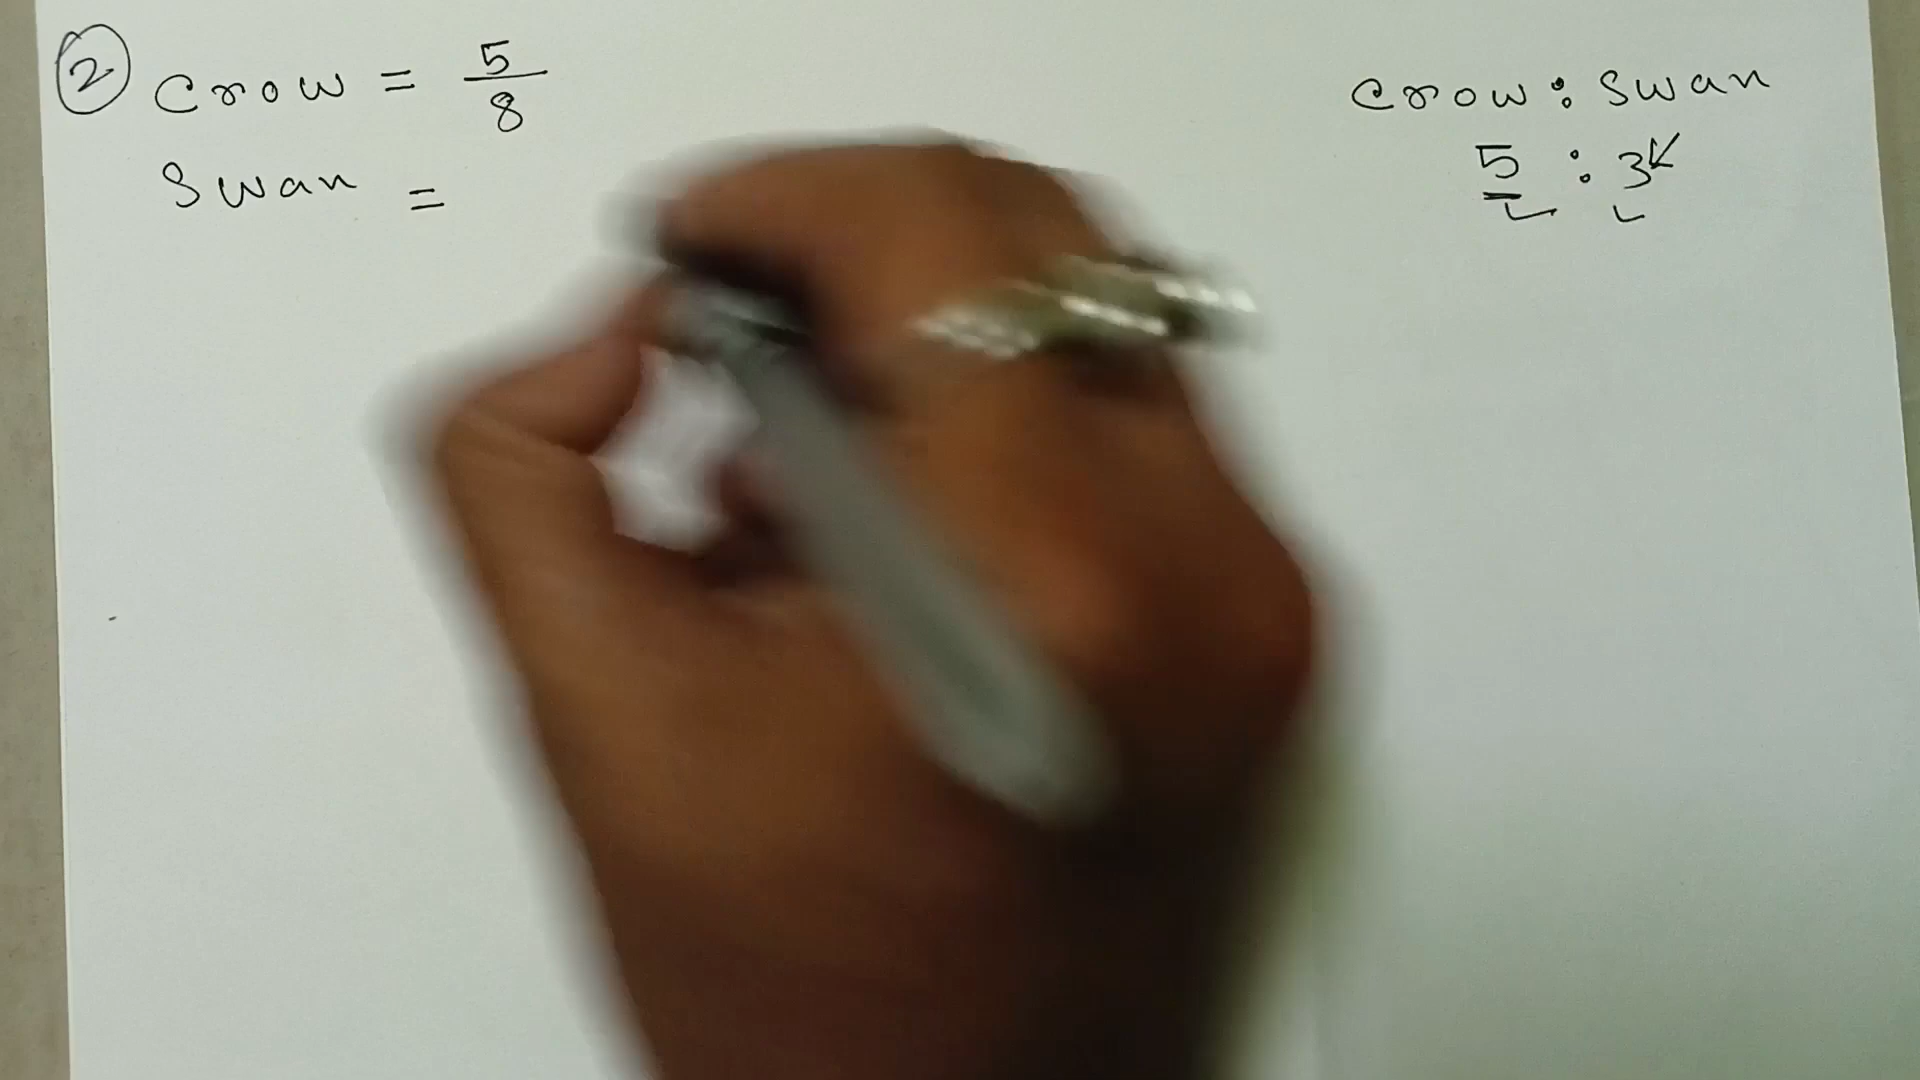 ② Crow = 5/8
Swan =
Crow : Swan
5 : 3